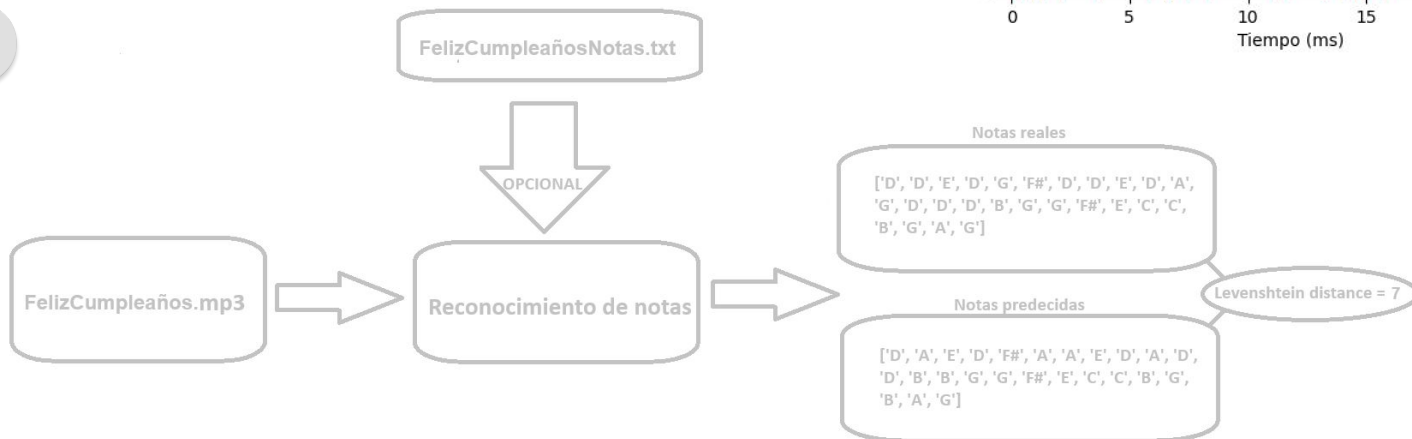 0 5 10 15
Tiempo (ms)
FelizCumpleañosNotas.txt
OPCIONAL
FelizCumpleaños.mp3
Reconocimiento de notas
Notas reales
['D', 'D', 'E', 'D', 'G', 'F#', 'D', 'D', 'E', 'D', 'A',
'G', 'D', 'D', 'D', 'B', 'G', 'G', 'F#', 'E', 'C', 'C',
'B', 'G', 'A', 'G']
Levenshtein distance = 7
Notas predecidas
['D', 'A', 'E', 'D', 'F#', 'A', 'A', 'E', 'D', 'A', 'D',
'D', 'B', 'B', 'G', 'G', 'F#', 'E', 'C', 'C', 'B', 'G',
'B', 'A', 'G']